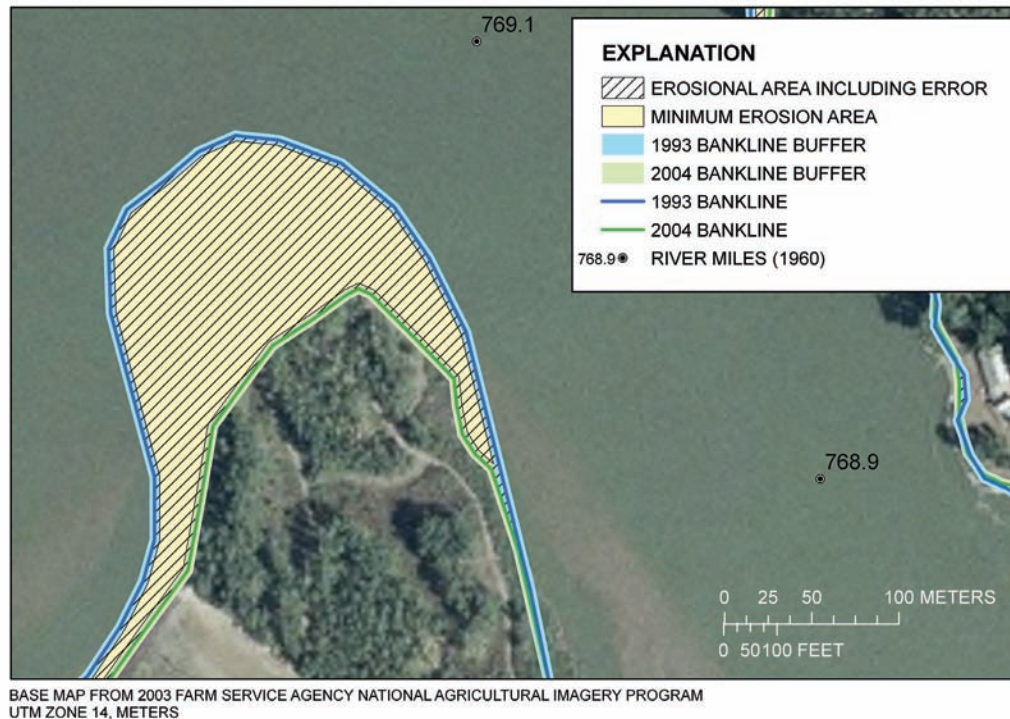 769.1
EXPLANATION
EROSIONAL AREA INCLUDING ERROR
MINIMUM EROSION AREA
1993 BANKLINE BUFFER
2004 BANKLINE BUFFER
1993 BANKLINE
2004 BANKLINE
768.9 RIVER MILES (1960)
768.9
0 25 50 100 METERS
0 50 100 FEET
BASE MAP FROM 2003 FARM SERVICE AGENCY NATIONAL AGRICULTURAL IMAGERY PROGRAM
UTM ZONE 14, METERS